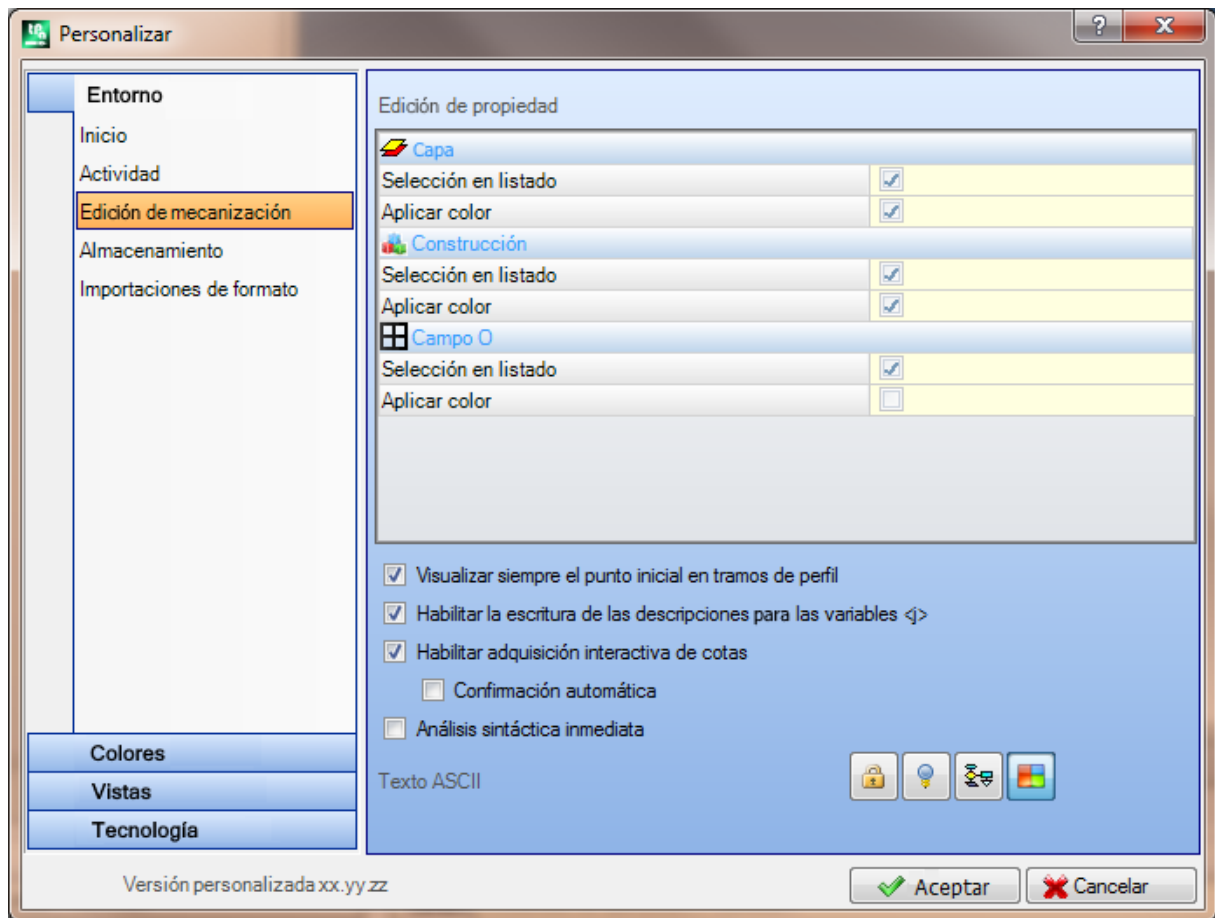 Personalizar
Entorno
Inicio
Actividad
Edición de mecanización
Almacenamiento
Importaciones de formato
Colores
Vistas
Tecnología
Edición de propiedad
Capa
Selección en listado
Aplicar color
Construcción
Selección en listado
Aplicar color
Campo O
Selección en listado
Aplicar color
Visualizar siempre el punto inicial en tramos de perfil
Habilitar la escritura de las descripciones para las variables <j>
Habilitar adquisición interactiva de cotas
Confirmación automática
Análisis sintáctica inmediata
Texto ASCII
Versión personalizada xx.yy.zz
Aceptar
Cancelar